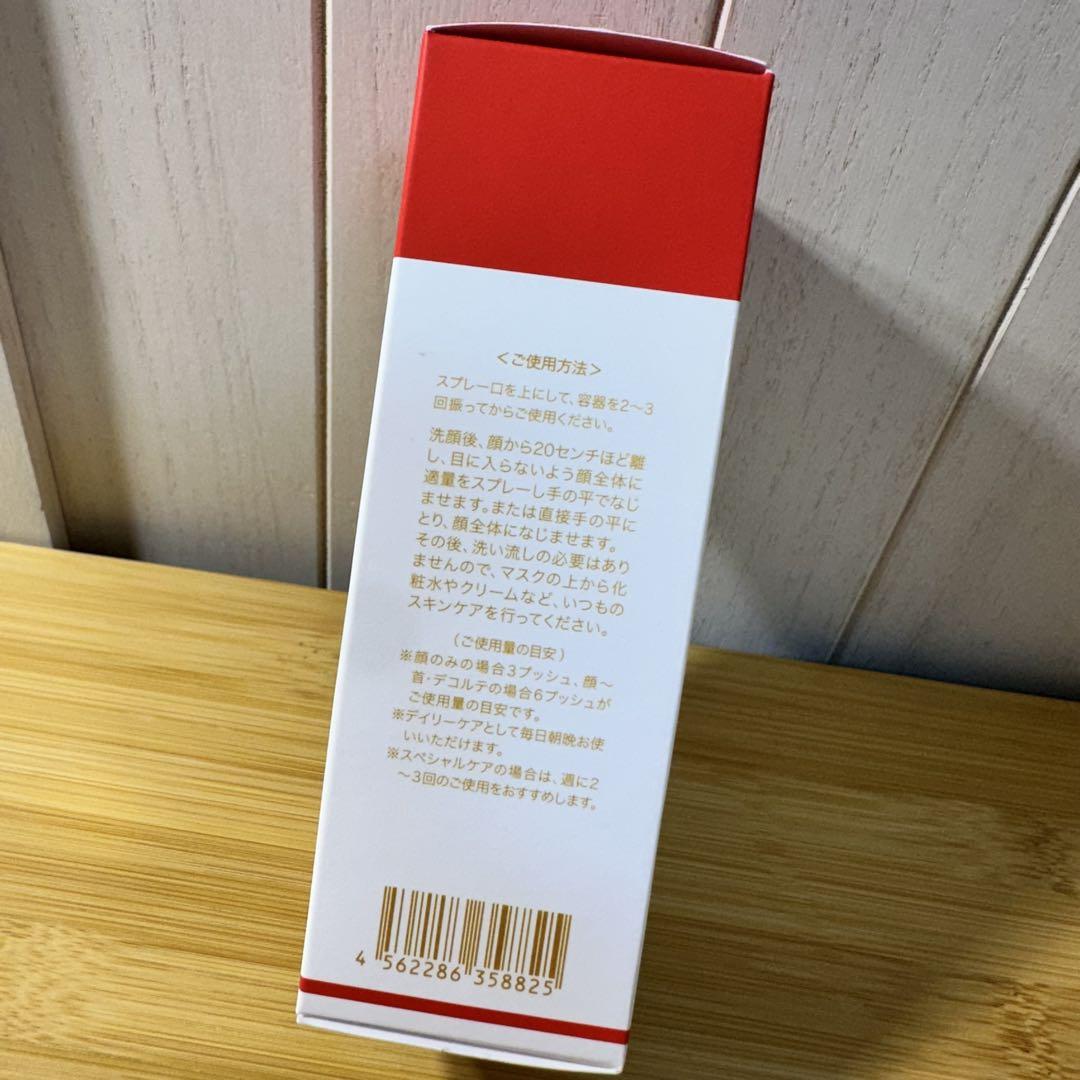 ＜ご使用方法＞
スプレー口を上にして、容器を2〜3
回振ってからご使用ください。
洗顔後、顔から20センチほど離
し、目に入らないよう顔全体に
適量をスプレーし手の平でなじ
ませます。または直接手の平に
とり、顔全体になじませます。
その後、洗い流しの必要はあり
ませんので、マスクの上から化
粧水やクリームなど、いつもの
スキンケアを行ってください。
（ご使用量の目安）
※顔のみの場合3プッシュ、顔〜
首・デコルテの場合6プッシュが
ご使用量の目安です。
※デイリーケアとして毎日朝晩お使
いいただけます。
※スペシャルケアの場合は、週に2
〜3回のご使用をおすすめします。
4 562286 358825